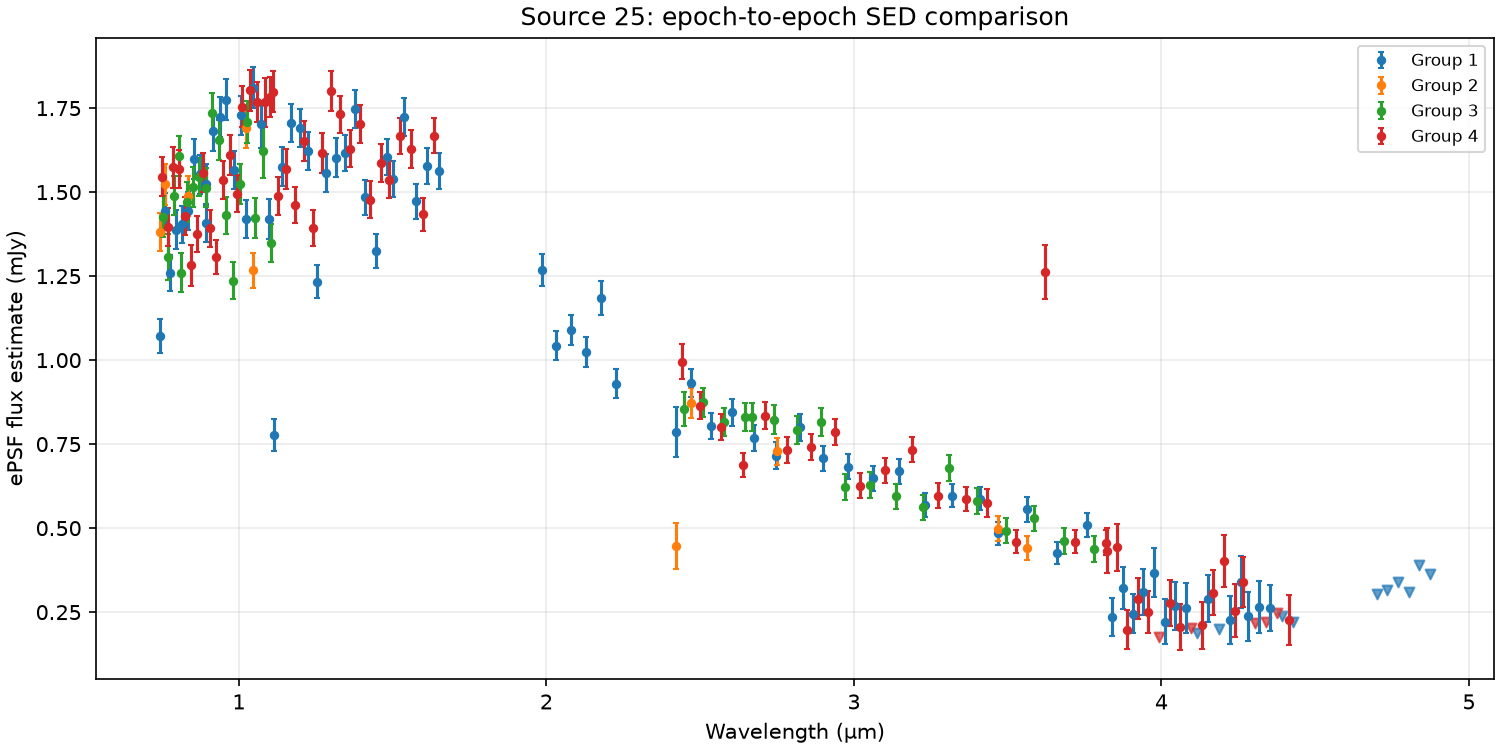 Source 25: epoch-to-epoch SED comparison
Group 1
Group 2
Group 3
Group 4
ePSF flux estimate (mJy)
1.75
1.50
1.25
1.00
0.75
0.50
0.25
1 2 3 4 5
Wavelength (μm)